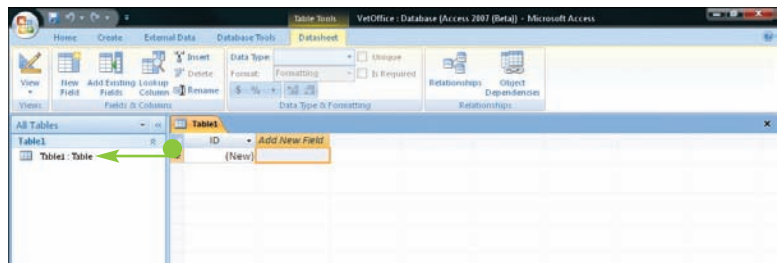 Table Tools VetOffice : Database (Access 2007 (Beta)) - Microsoft Access
Home Create External Data Database Tools Datasheet
View
New Field
Add Existing Fields
Lookup Column
Insert
Delete
Rename
Data Type:
Format: Formatting
$ %
Unique
Is Required
Relationships
Object Dependencies
Views Fields & Columns Data Type & Formatting Relationships
All Tables
Table1
Table1 : Table
Table1
ID Add New Field
(New)